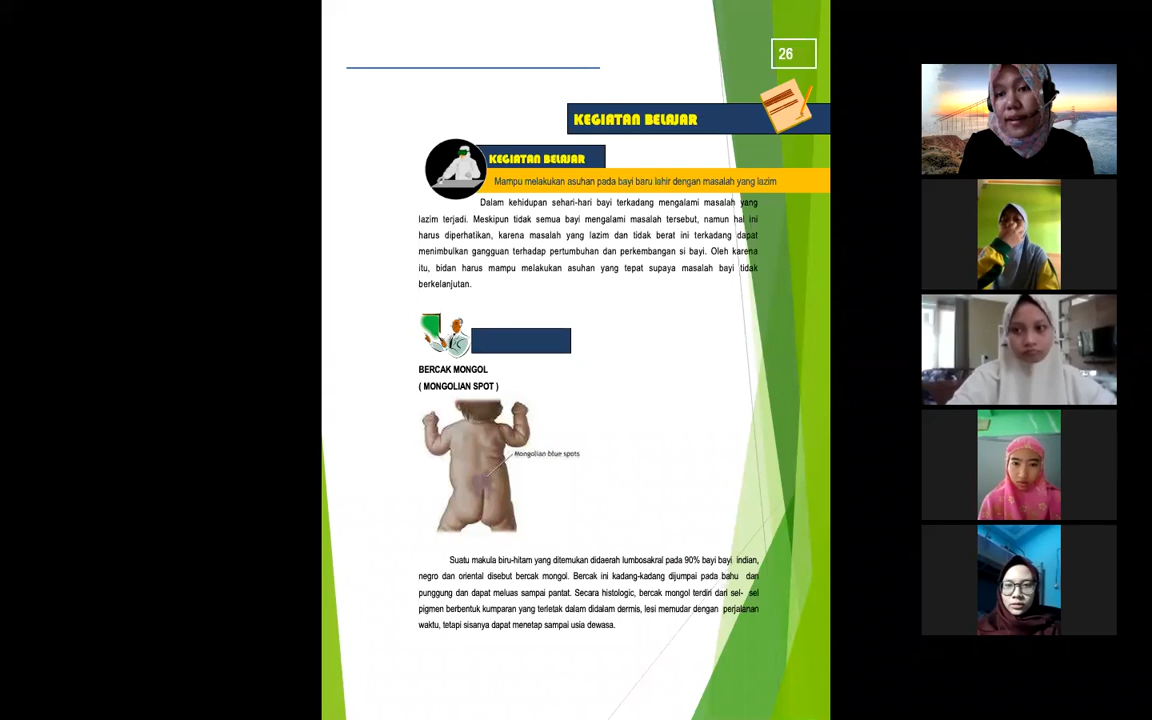 26
KEGIATAN BELAJAR
KEGIATAN BELAJAR
Mampu melakukan asuhan pada bayi baru lahir dengan masalah yang lazim
Dalam kehidupan sehari-hari bayi terkadang mengalami masalah yang
lazim terjadi. Meskipun tidak semua bayi mengalami masalah tersebut, namun hal ini
harus diperhatikan, karena masalah yang lazim dan tidak berat ini terkadang dapat
menimbulkan gangguan terhadap pertumbuhan dan perkembangan si bayi. Oleh karena
itu, bidan harus mampu melakukan asuhan yang tepat supaya masalah bayi tidak
berkelanjutan.
BERCAK MONGOL
( MONGOLIAN SPOT )
Mongolian blue spots
Suatu makula biru-hitam yang ditemukan didaerah lumbosakral pada 90% bayi bayi indian,
negro dan oriental disebut bercak mongol. Bercak ini kadang-kadang dijumpai pada bahu dan
punggung dan dapat meluas sampai pantat. Secara histologic, bercak mongol terdiri dari sel- sel
pigmen berbentuk kumparan yang terletak dalam didalam dermis, lesi memudar dengan perjalanan
waktu, tetapi sisanya dapat menetap sampai usia dewasa.